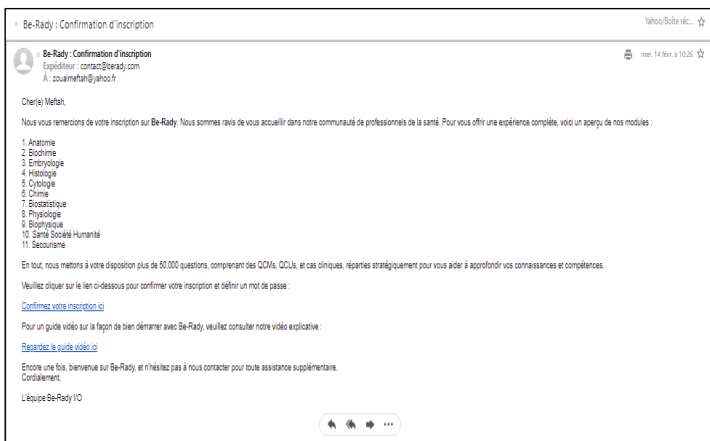 Be-Rady : Confirmation d'inscription
Yahoo/Boîte réc...
Be-Rady : Confirmation d'inscription
mer. 14 févr. à 10:26
Expéditeur : contact@berady.com
À : zouaimeftah@yahoo.fr
Cher(e) Meftah,
Nous vous remercions de votre inscription sur Be-Rady. Nous sommes ravis de vous accueillir dans notre communauté de professionnels de la santé. Pour vous offrir une expérience complète, voici un aperçu de nos modules :
1. Anatomie
2. Biochimie
3. Embryologie
4. Histologie
5. Cytologie
6. Chimie
7. Biostatistique
8. Physiologie
9. Biophysique
10. Santé Société Humanité
11. Secourisme
En tout, nous mettons à votre disposition plus de 50,000 questions, comprenant des QCMs, QCUs, et cas cliniques, réparties stratégiquement pour vous aider à approfondir vos connaissances et compétences.
Veuillez cliquer sur le lien ci-dessous pour confirmer votre inscription et définir un mot de passe :
Confirmez votre inscription ici
Pour un guide vidéo sur la façon de bien démarrer avec Be-Rady, veuillez consulter notre vidéo explicative :
Regardez le guide vidéo ici
Encore une fois, bienvenue sur Be-Rady, et n'hésitez pas à nous contacter pour toute assistance supplémentaire.
Cordialement,
L'équipe Be-Rady I/O